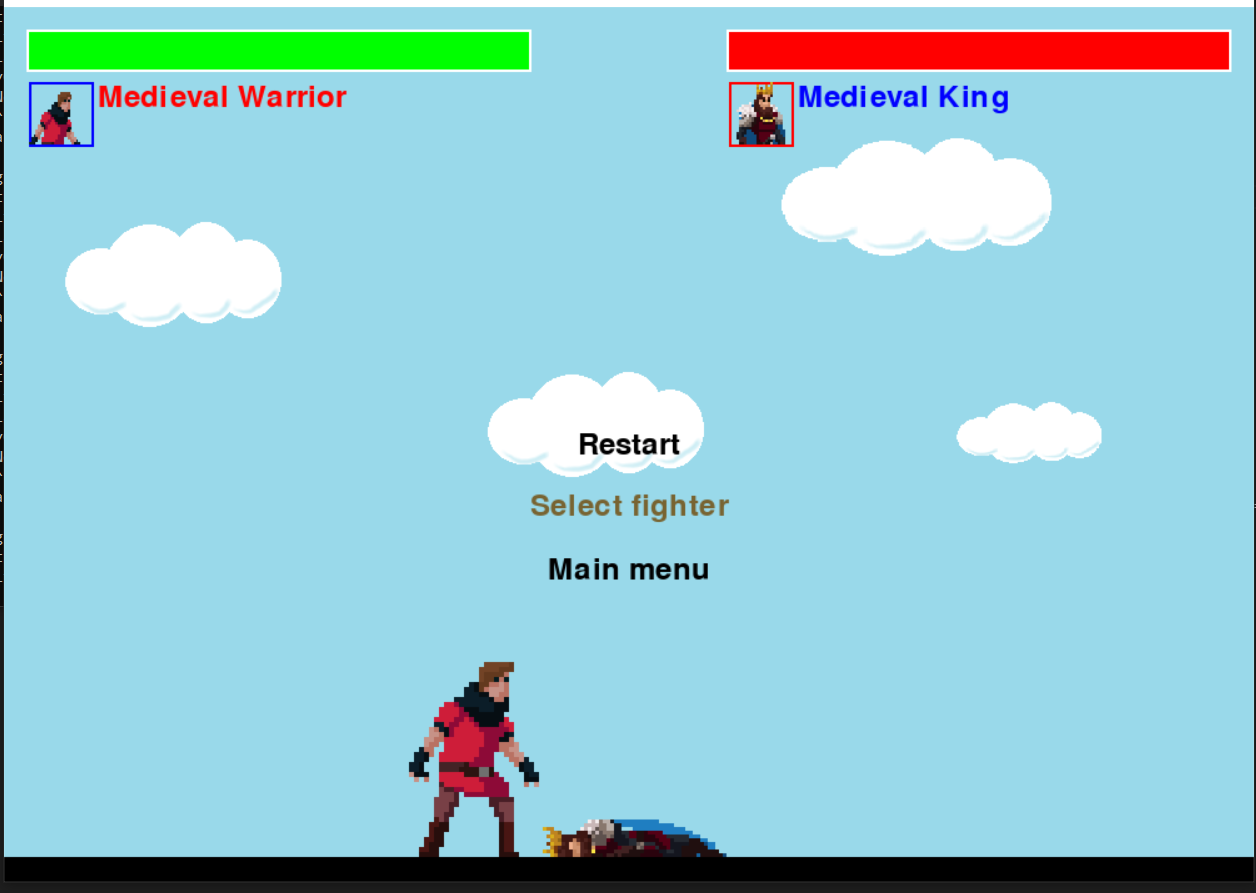 Medieval Warrior
Medieval King
Restart
Select fighter
Main menu